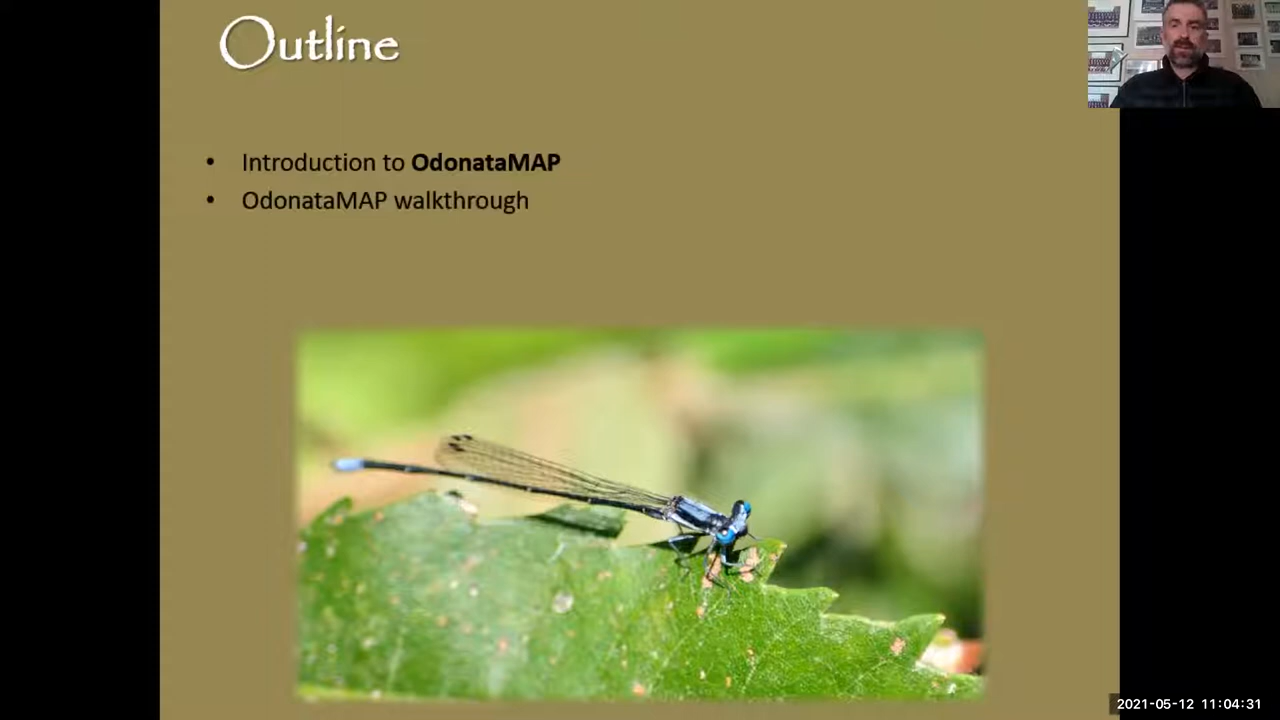 Outline
• Introduction to OdonataMAP
• OdonataMAP walkthrough
2021-05-12 11:04:31